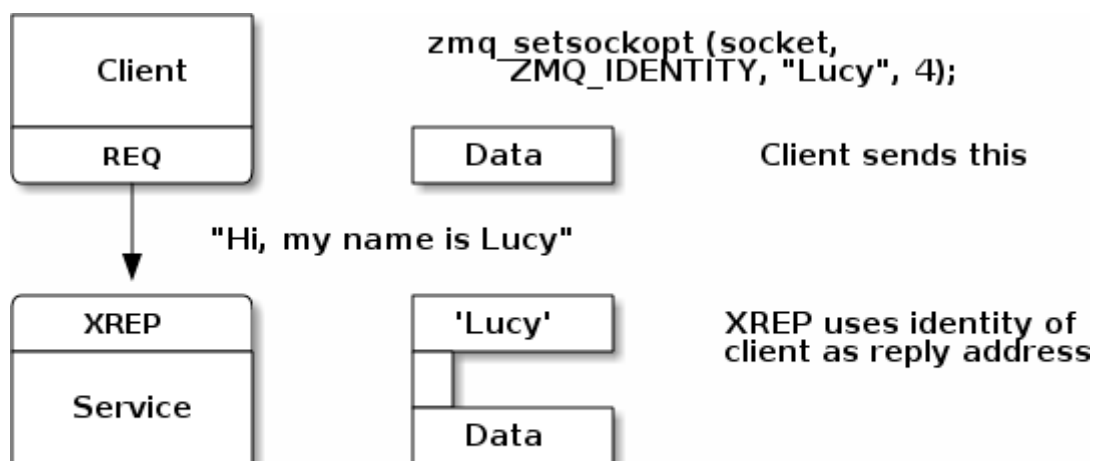 Client
zmq_setsockopt (socket,
ZMQ_IDENTITY, "Lucy", 4);
REQ
Data
Client sends this
"Hi, my name is Lucy"
XREP
'Lucy'
XREP uses identity of
client as reply address
Service
Data